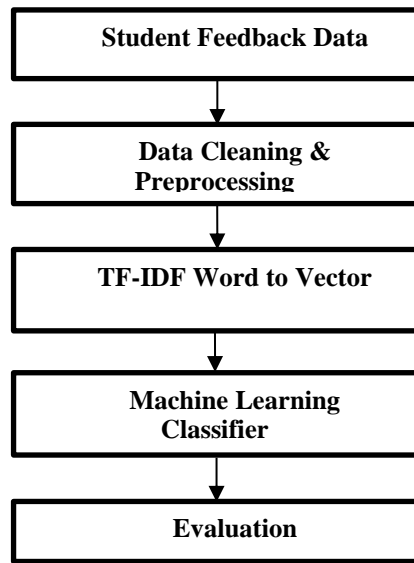 Student Feedback Data
Data Cleaning &
Preprocessing
TF-IDF Word to Vector
Machine Learning
Classifier
Evaluation